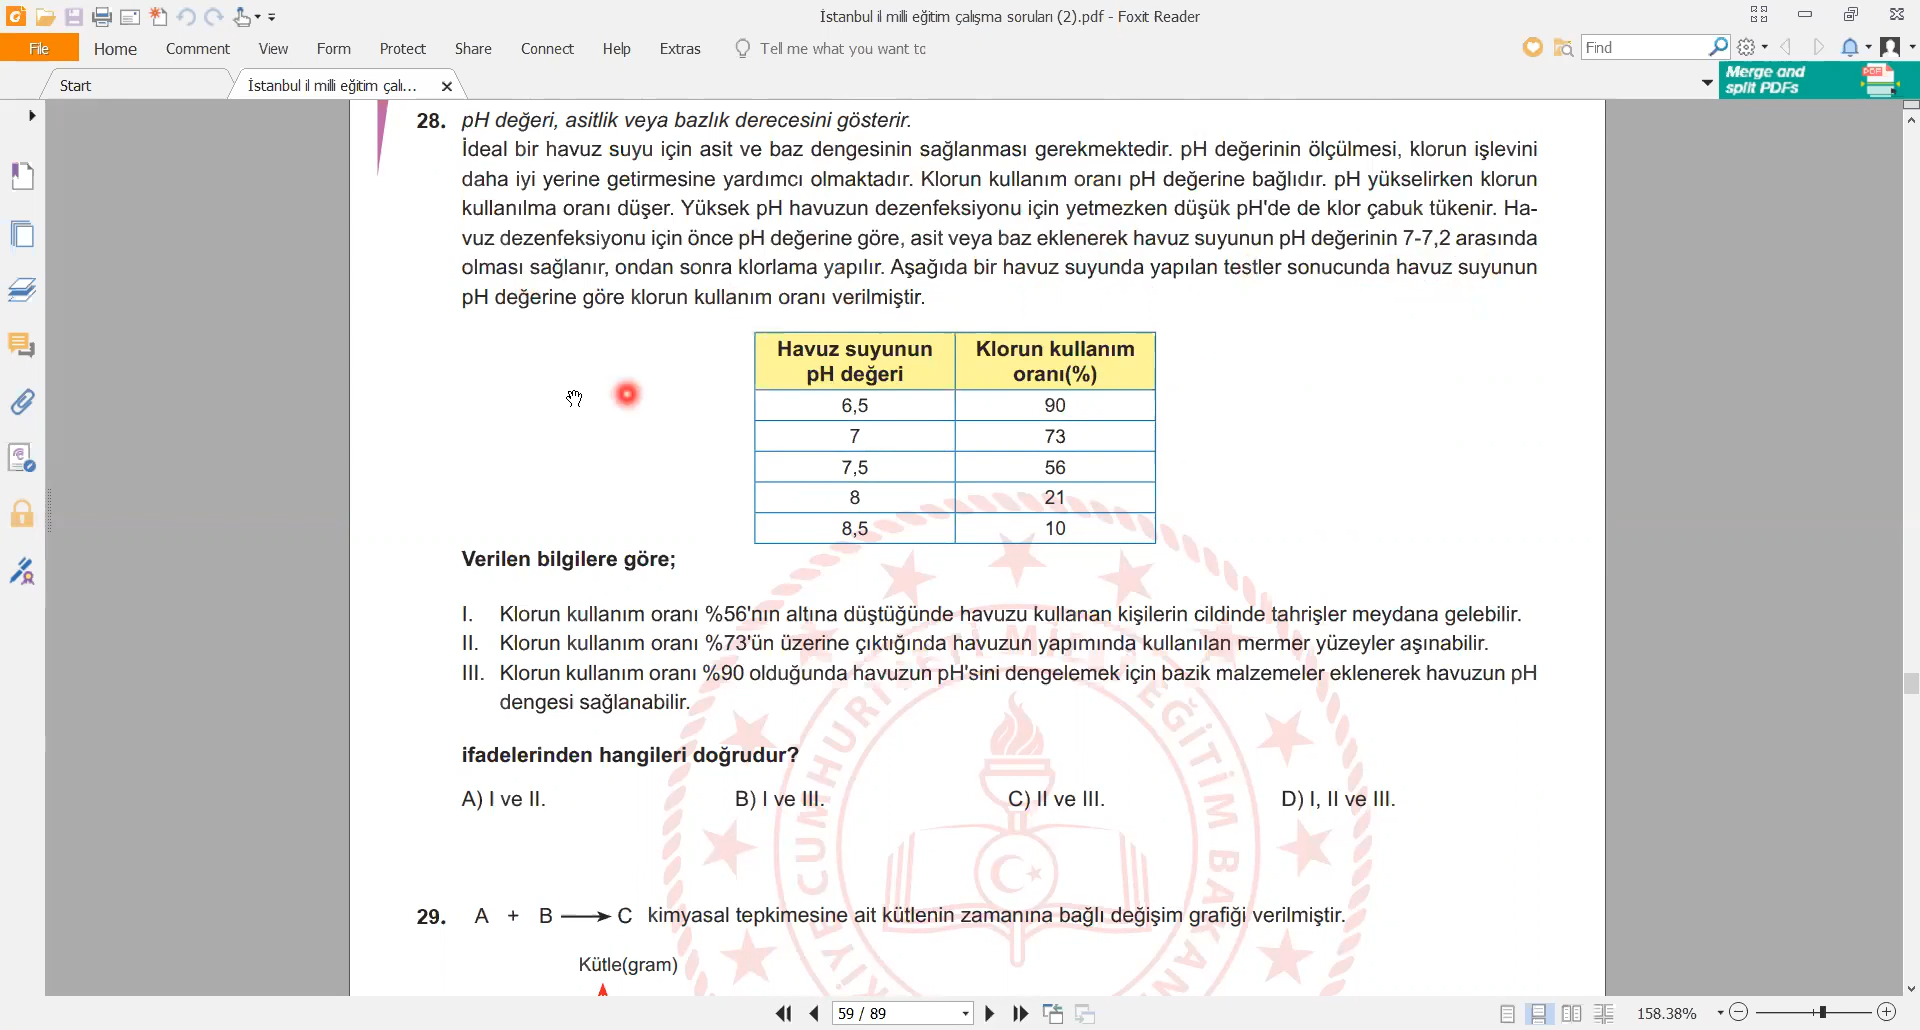 İstanbul il milli eğitim çalışma soruları (2).pdf - Foxit Reader
File Home Comment View Form Protect Share Connect Help Extras Tell me what you want to Find
Start İstanbul il milli eğitim çalı... Merge and
split PDFs
28. pH değeri, asitlik veya bazlık derecesini gösterir.
İdeal bir havuz suyu için asit ve baz dengesinin sağlanması gerekmektedir. pH değerinin ölçülmesi, klorun işlevini
daha iyi yerine getirmesine yardımcı olmaktadır. Klorun kullanım oranı pH değerine bağlıdır. pH yükselirken klorun
kullanılma oranı düşer. Yüksek pH havuzun dezenfeksiyonu için yetmezken düşük pH'de de klor çabuk tükenir. Ha-
vuz dezenfeksiyonu için önce pH değerine göre, asit veya baz eklenerek havuz suyunun pH değerinin 7-7,2 arasında
olması sağlanır, ondan sonra klorlama yapılır. Aşağıda bir havuz suyunda yapılan testler sonucunda havuz suyunun
pH değerine göre klorun kullanım oranı verilmiştir.
Havuz suyunun Klorun kullanım
pH değeri oranı(%)
6,5 90
7 73
7,5 56
8 21
8,5 10
Verilen bilgilere göre;
I. Klorun kullanım oranı %56'nın altına düştüğünde havuzu kullanan kişilerin cildinde tahrişler meydana gelebilir.
II. Klorun kullanım oranı %73'ün üzerine çıktığında havuzun yapımında kullanılan mermer yüzeyler aşınabilir.
III. Klorun kullanım oranı %90 olduğunda havuzun pH'sini dengelemek için bazik malzemeler eklenerek havuzun pH
dengesi sağlanabilir.
ifadelerinden hangileri doğrudur?
A) I ve II. B) I ve III. C) II ve III. D) I, II ve III.
29. A + B → C kimyasal tepkimesine ait kütlenin zamanına bağlı değişim grafiği verilmiştir.
Kütle(gram)
59 / 89 158.38%